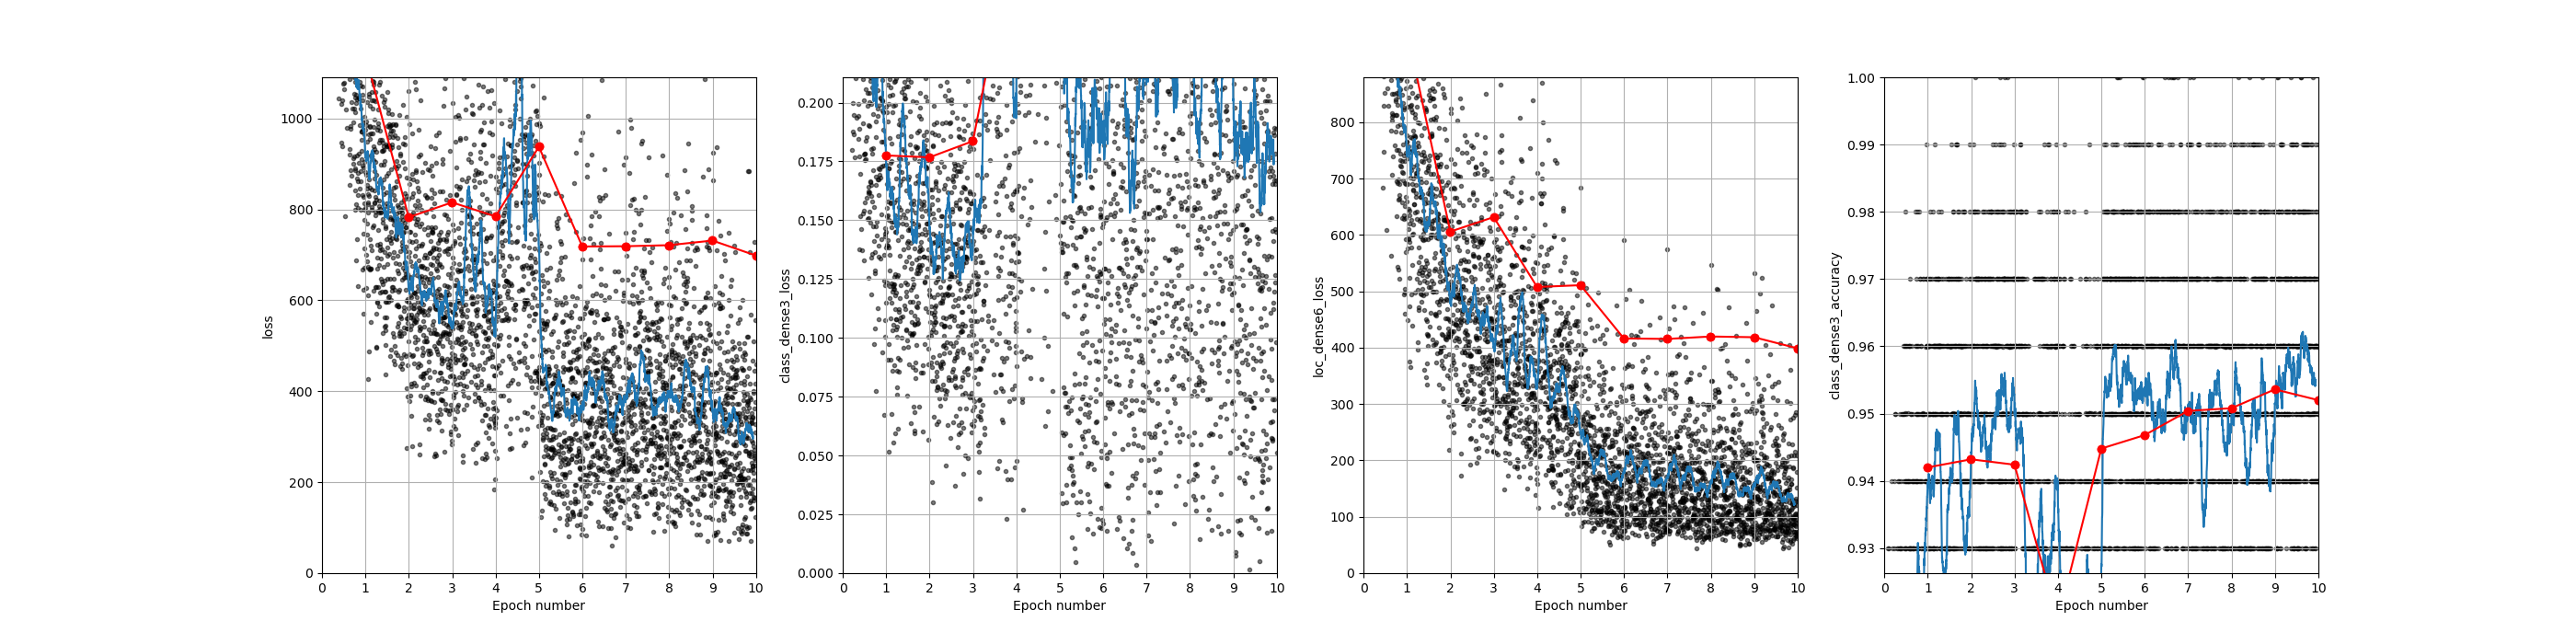 loss
1000
800
600
400
200
0
0 1 2 3 4 5 6 7 8 9 10
Epoch number
class_dense3_loss
0.200
0.175
0.150
0.125
0.100
0.075
0.050
0.025
0.000
0 1 2 3 4 5 6 7 8 9 10
Epoch number
loc_dense6_loss
800
700
600
500
400
300
200
100
0
0 1 2 3 4 5 6 7 8 9 10
Epoch number
class_dense3_accuracy
1.00
0.99
0.98
0.97
0.96
0.95
0.94
0.93
0 1 2 3 4 5 6 7 8 9 10
Epoch number